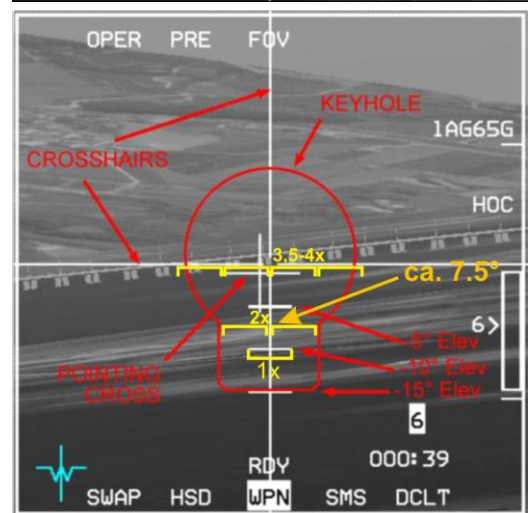 OPER PRE FOV
KEYHOLE
1AG65G
CROSSHAIRS
HOC
3,5-4x
ca. 7.5°
2x
6>
-5° Elev
-10° Elev
1x
POINTING
CROSS
-15° Elev
6
RDY
000:39
SWAP HSD WPN SMS DCLT